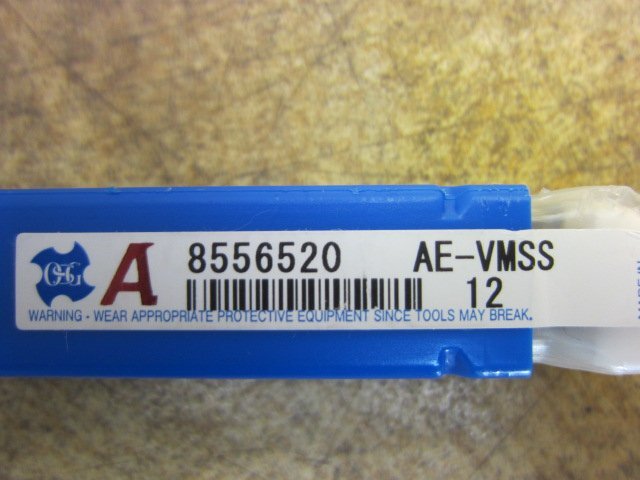 OSG A 8556520 AE-VMSS
12
WARNING - WEAR APPROPRIATE PROTECTIVE EQUIPMENT SINCE TOOLS MAY BREAK.